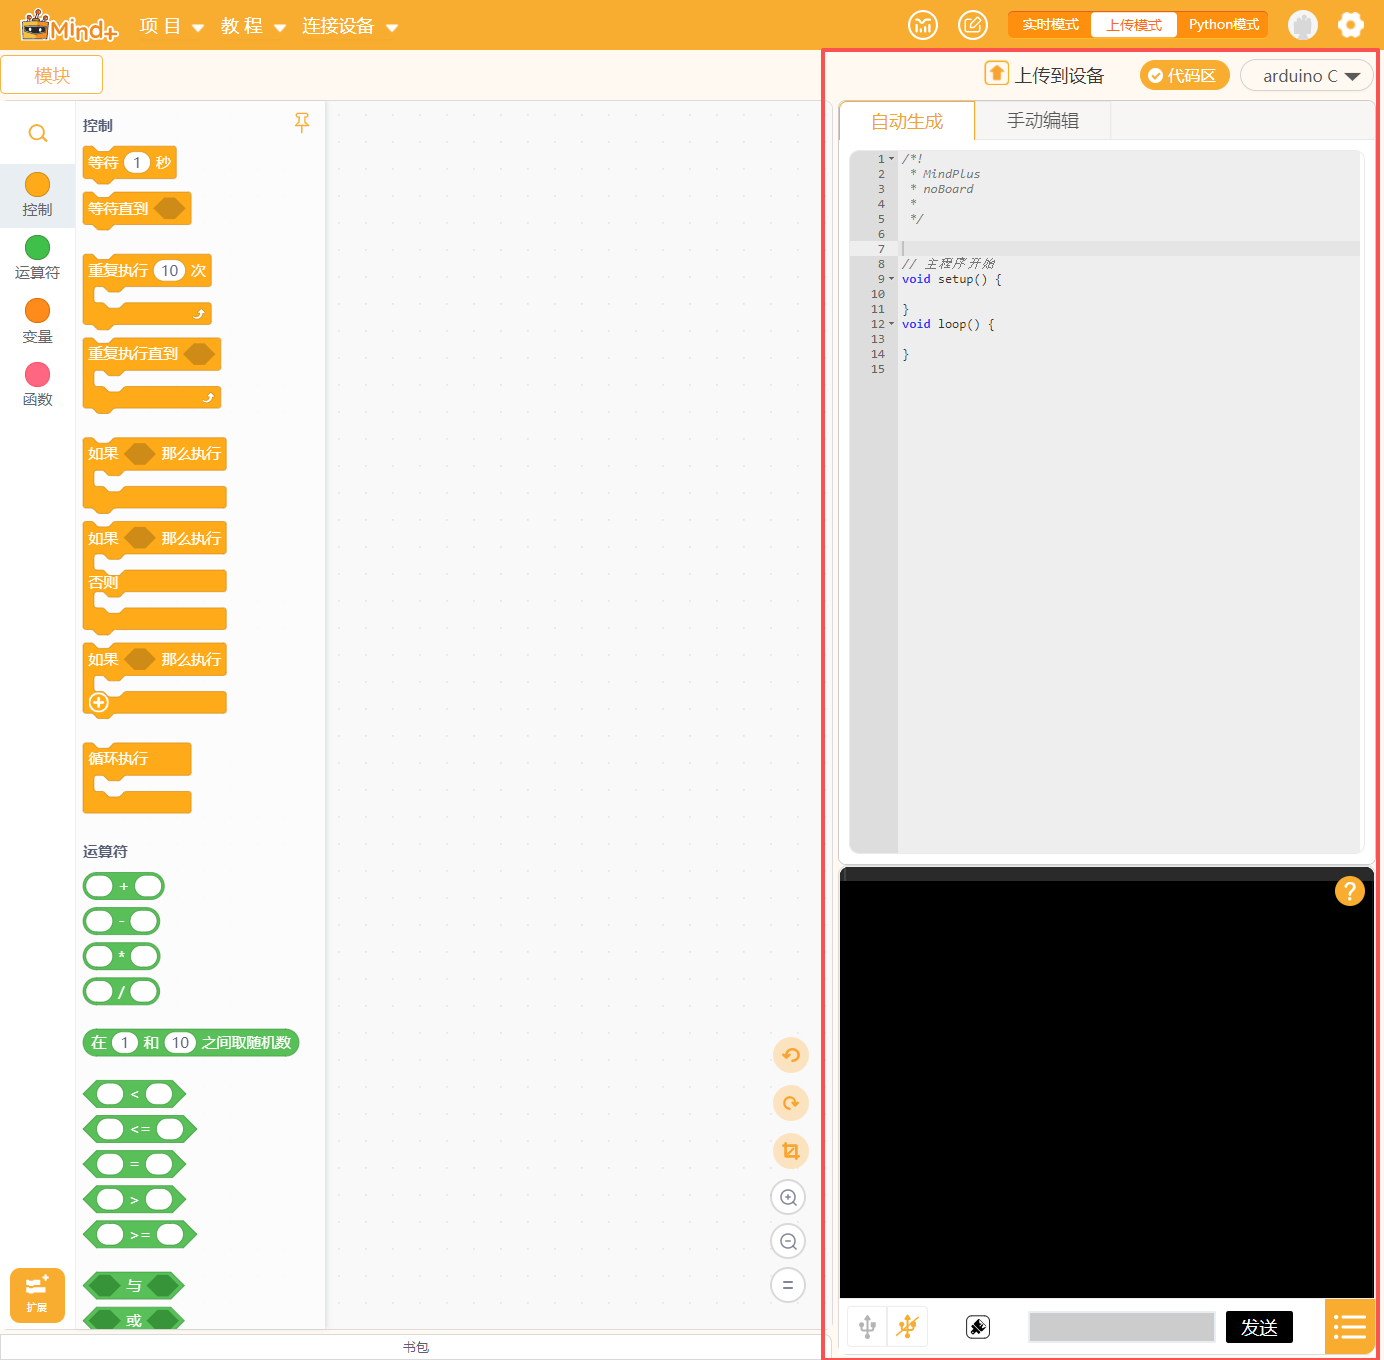 Mind+ 项目 教程 连接设备 实时模式 上传模式 Python模式
模块 上传到设备 代码区 arduino C
自动生成 手动编辑
控制
运算符
变量
函数
扩展
控制
等待 1 秒
等待直到
重复执行 10 次
重复执行直到
如果 那么执行
如果 那么执行
否则
如果 那么执行
循环执行
运算符
+
-
*
/
在 1 和 10 之间取随机数
<
<=
=
>
>=
与
或
1 /*!
2 * MindPlus
3 * noBoard
4 *
5 */
6
7
8 // 主程序开始
9 void setup() {
10
11 }
12 void loop() {
13
14 }
15
?
发送
书包